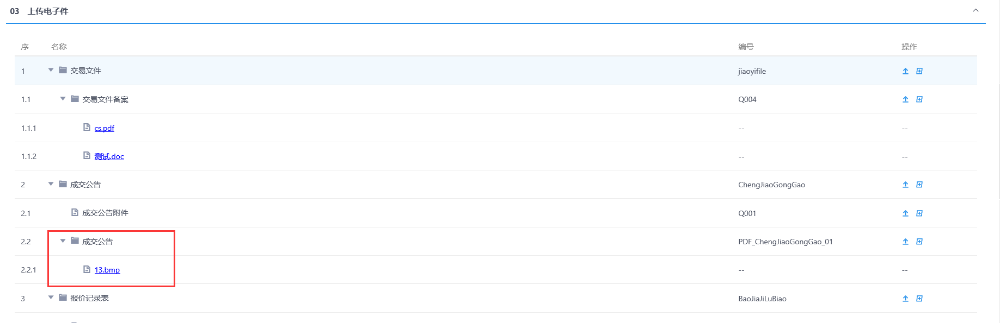 03 上传电子件
序 名称 编号 操作
1 交易文件 jiaoyifile
1.1 交易文件备案 Q004
1.1.1 cs.pdf -- --
1.1.2 测试.doc -- --
2 成交公告 ChengJiaoGongGao
2.1 成交公告附件 Q001
2.2 成交公告 PDF_ChengJiaoGongGao_01
2.2.1 13.bmp -- --
3 报价记录表 BaoJiaJiLuBiao